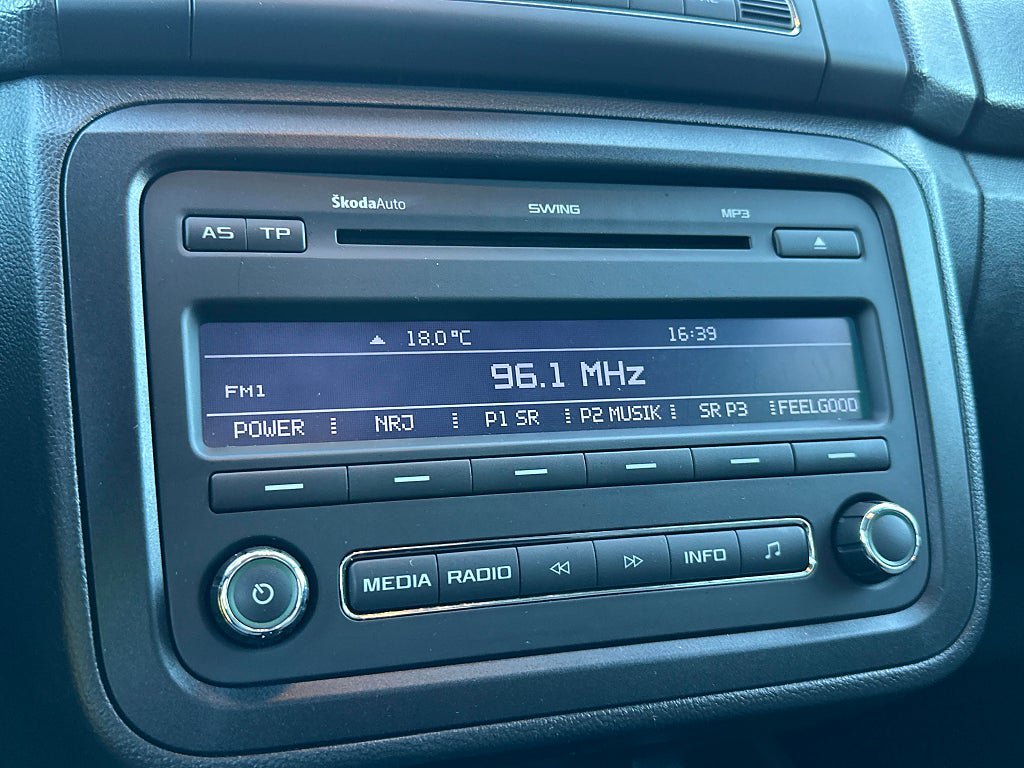 ŠkodaAuto SWING MP3
AS TP
18.0°C 16:39
96.1 MHz
FM1
POWER NRJ P1 SR P2 MUSIK SR P3 FEELGOOD
MEDIA RADIO INFO